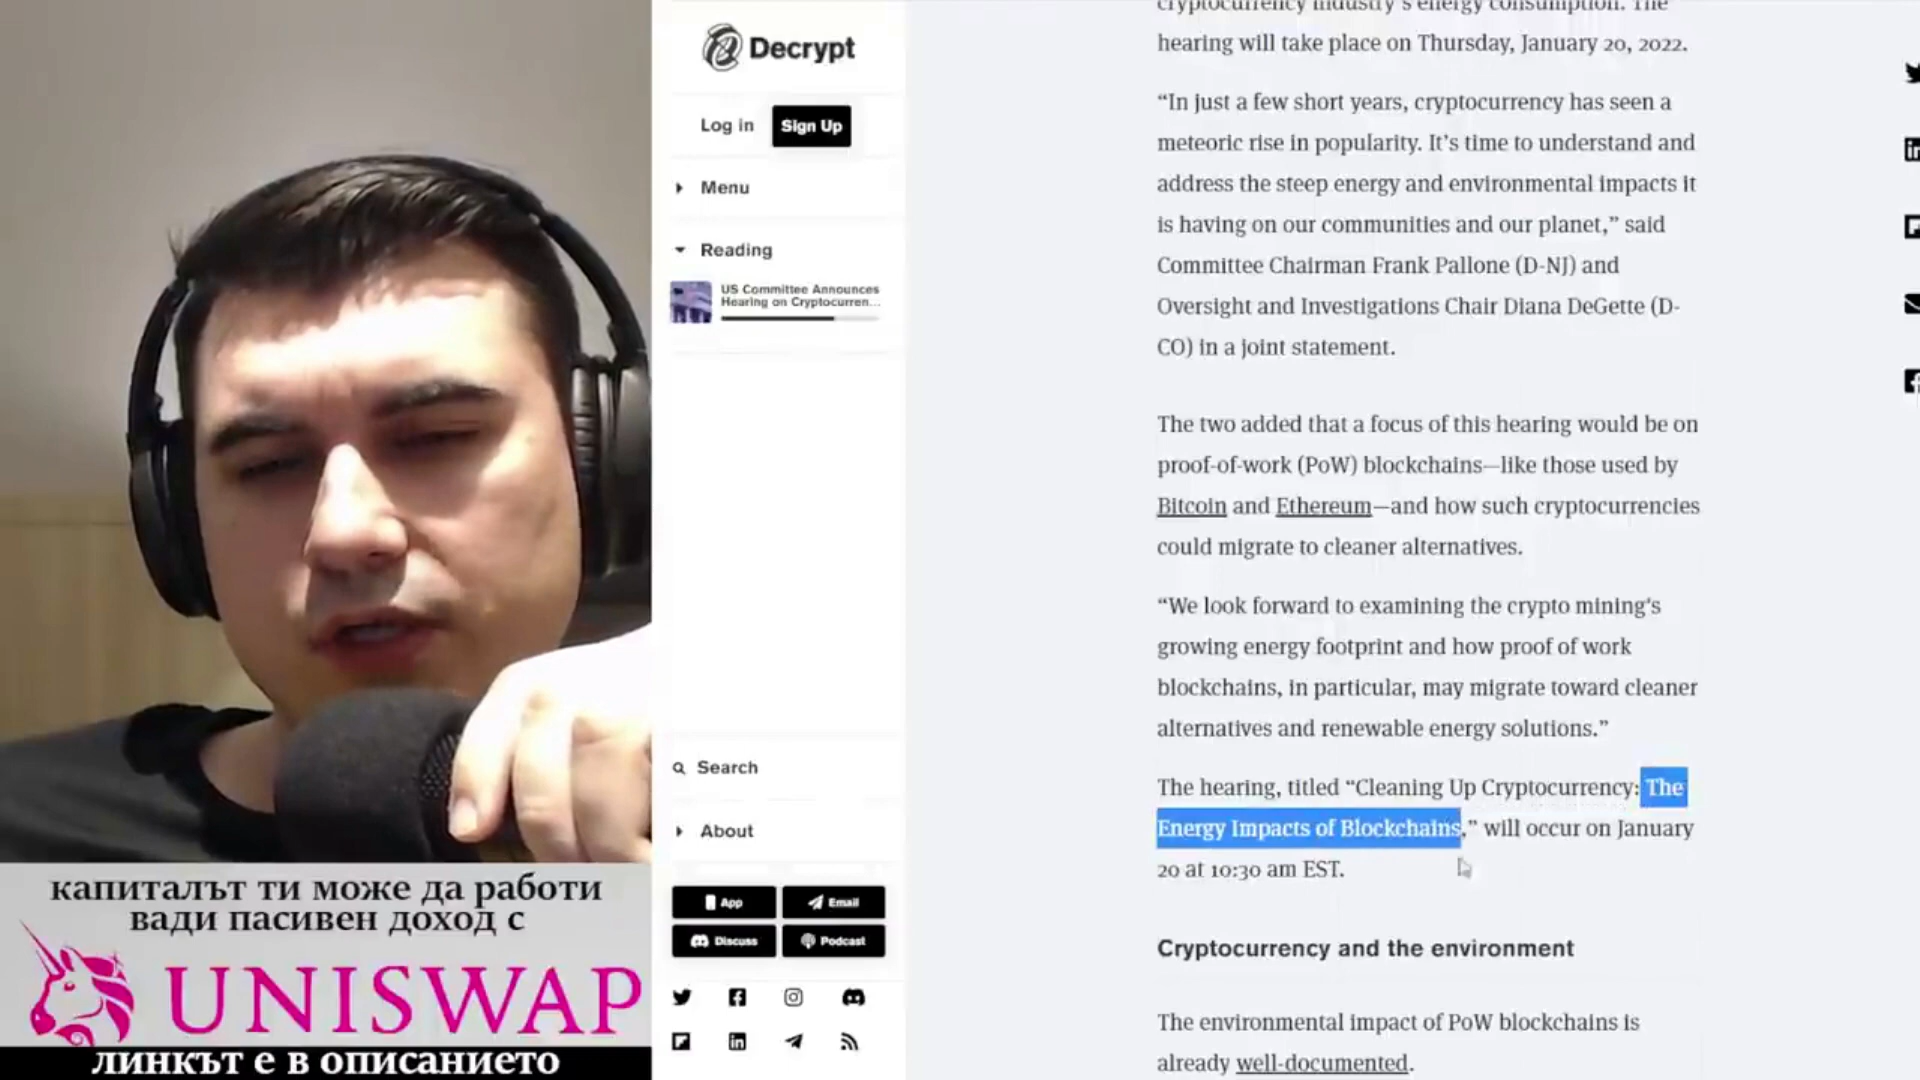 капиталът ти може да работи
вади пасивен доход с
UNISWAP
линкът е в описанието
Decrypt
Log in
Sign Up
Menu
Reading
US Committee Announces
Hearing on Cryptocurren...
Search
About
App
Email
Discuss
Podcast
cryptocurrency industry's energy consumption. The
hearing will take place on Thursday, January 20, 2022.
“In just a few short years, cryptocurrency has seen a
meteoric rise in popularity. It’s time to understand and
address the steep energy and environmental impacts it
is having on our communities and our planet,” said
Committee Chairman Frank Pallone (D-NJ) and
Oversight and Investigations Chair Diana DeGette (D-
CO) in a joint statement.
The two added that a focus of this hearing would be on
proof-of-work (PoW) blockchains—like those used by
Bitcoin and Ethereum—and how such cryptocurrencies
could migrate to cleaner alternatives.
“We look forward to examining the crypto mining's
growing energy footprint and how proof of work
blockchains, in particular, may migrate toward cleaner
alternatives and renewable energy solutions.”
The hearing, titled “Cleaning Up Cryptocurrency: The
Energy Impacts of Blockchains,” will occur on January
20 at 10:30 am EST.
Cryptocurrency and the environment
The environmental impact of PoW blockchains is
already well-documented.